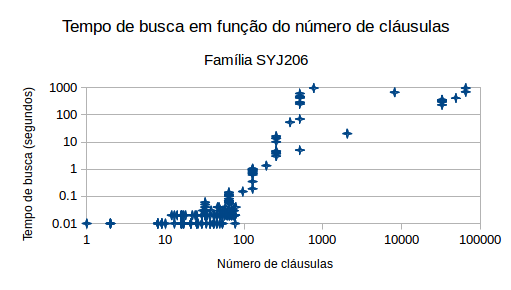 Tempo de busca em função do número de cláusulas
Família SYJ206
Tempo de busca (segundos)
1000
100
10
1
0.1
0.01
1 10 100 1000 10000 100000
Número de cláusulas